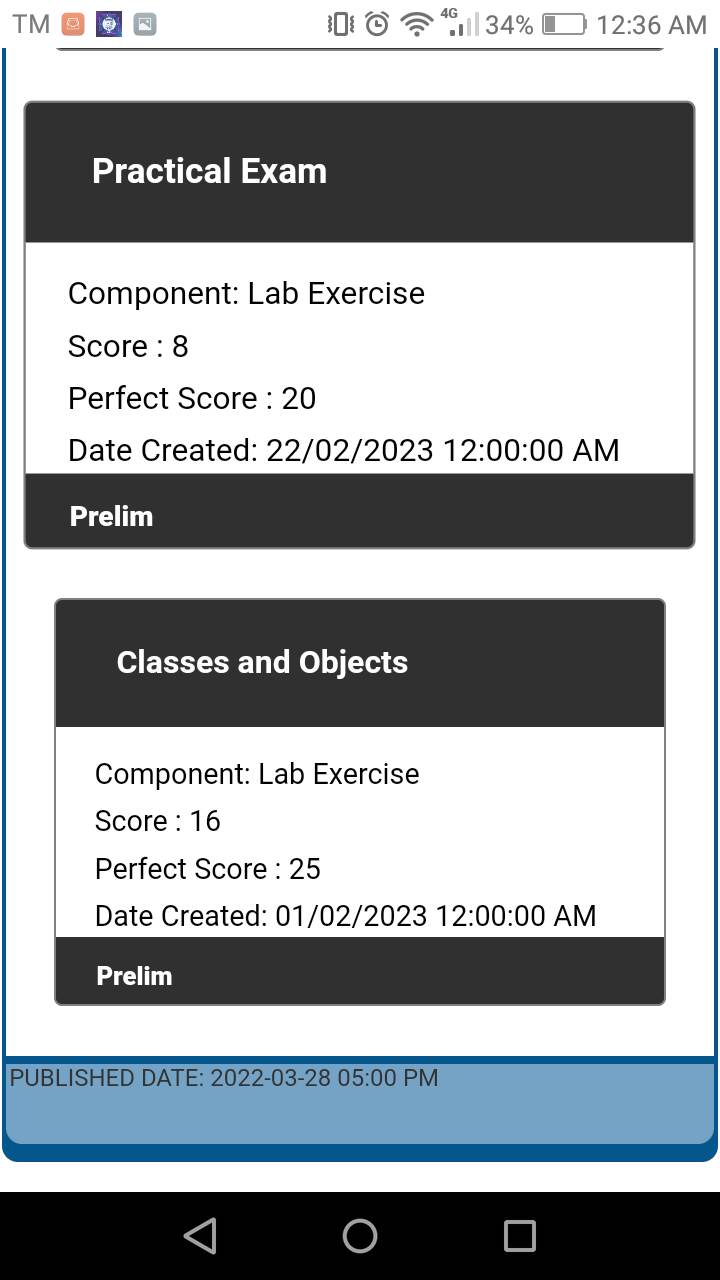 TM 4G 34% 12:36 AM
Practical Exam
Component: Lab Exercise
Score : 8
Perfect Score : 20
Date Created: 22/02/2023 12:00:00 AM
Prelim
Classes and Objects
Component: Lab Exercise
Score : 16
Perfect Score : 25
Date Created: 01/02/2023 12:00:00 AM
Prelim
PUBLISHED DATE: 2022-03-28 05:00 PM